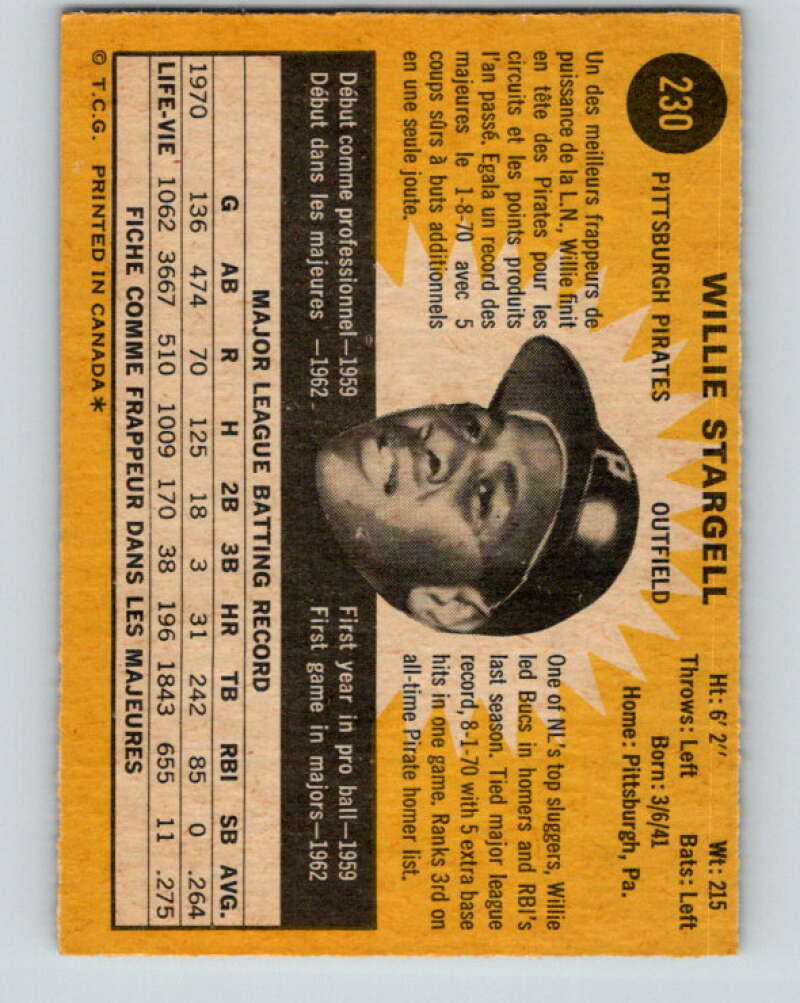 230
WILLIE STARGELL
PITTSBURGH PIRATES OUTFIELD
Ht: 6' 2" Wt: 215
Throws: Left Bats: Left
Born: 3/6/41
Home: Pittsburgh, Pa.
Un des meilleurs frappeurs de
puissance de la L.N., Willie finit
en tête des Pirates pour les
circuits et les points produits
l'an passé. Egala un record des
majeures le 1-8-70 avec 5
coups sûrs à buts additionnels
en une seule joute.
P
One of NL's top sluggers, Willie
led Bucs in homers and RBI's
last season. Tied major league
record, 8-1-70 with 5 extra base
hits in one game. Ranks 3rd on
all-time Pirate homer list.
Début comme professionnel—1959
Début dans les majeures —1962
First year in pro ball—1959
First game in majors—1962
MAJOR LEAGUE BATTING RECORD
G AB R H 2B 3B HR TB RBI SB AVG.
1970 136 474 70 125 18 3 31 242 85 0 .264
LIFE-VIE 1062 3667 510 1009 170 38 196 1843 655 11 .275
FICHE COMME FRAPPEUR DANS LES MAJEURES
© T.C.G. PRINTED IN CANADA*